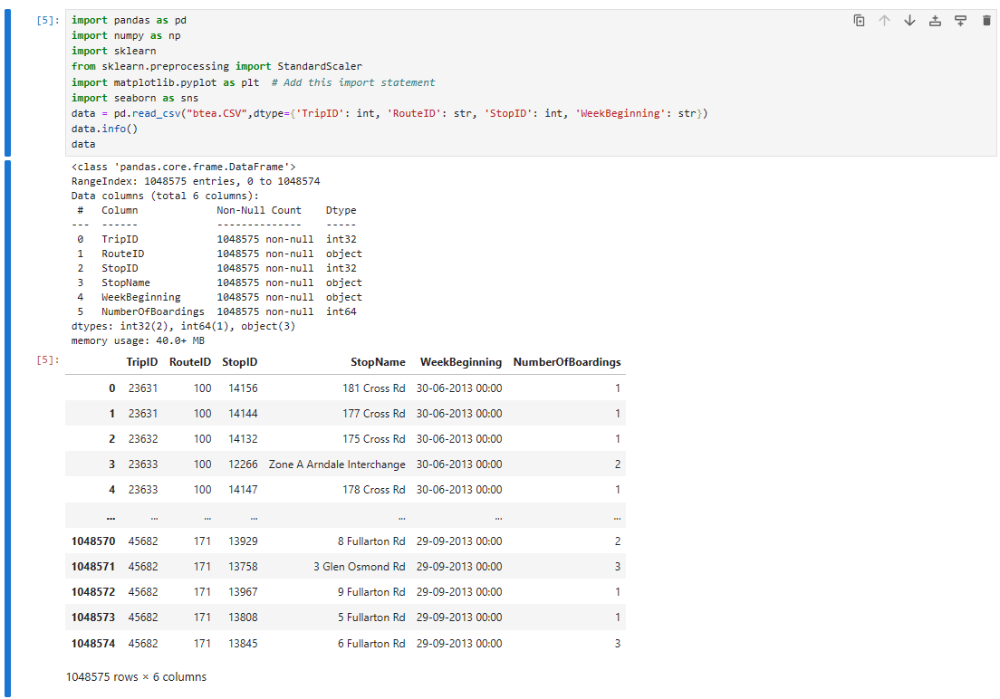 [5]: import pandas as pd
import numpy as np
import sklearn
from sklearn.preprocessing import StandardScaler
import matplotlib.pyplot as plt  # Add this import statement
import seaborn as sns
data = pd.read_csv("btea.CSV",dtype={'TripID': int, 'RouteID': str, 'StopID': int, 'WeekBeginning': str})
data.info()
data
<class 'pandas.core.frame.DataFrame'>
RangeIndex: 1048575 entries, 0 to 1048574
Data columns (total 6 columns):
 #   Column             Non-Null Count    Dtype
---  ------             --------------    -----
 0   TripID             1048575 non-null  int32
 1   RouteID            1048575 non-null  object
 2   StopID             1048575 non-null  int32
 3   StopName           1048575 non-null  object
 4   WeekBeginning      1048575 non-null  object
 5   NumberOfBoardings  1048575 non-null  int64
dtypes: int32(2), int64(1), object(3)
memory usage: 40.0+ MB
[5]: TripID RouteID StopID StopName WeekBeginning NumberOfBoardings
0 23631 100 14156 181 Cross Rd 30-06-2013 00:00 1
1 23631 100 14144 177 Cross Rd 30-06-2013 00:00 1
2 23632 100 14132 175 Cross Rd 30-06-2013 00:00 1
3 23633 100 12266 Zone A Arndale Interchange 30-06-2013 00:00 2
4 23633 100 14147 178 Cross Rd 30-06-2013 00:00 1
... ... ... ... ... ... ...
1048570 45682 171 13929 8 Fullarton Rd 29-09-2013 00:00 2
1048571 45682 171 13758 3 Glen Osmond Rd 29-09-2013 00:00 3
1048572 45682 171 13967 9 Fullarton Rd 29-09-2013 00:00 1
1048573 45682 171 13808 5 Fullarton Rd 29-09-2013 00:00 1
1048574 45682 171 13845 6 Fullarton Rd 29-09-2013 00:00 3
1048575 rows × 6 columns